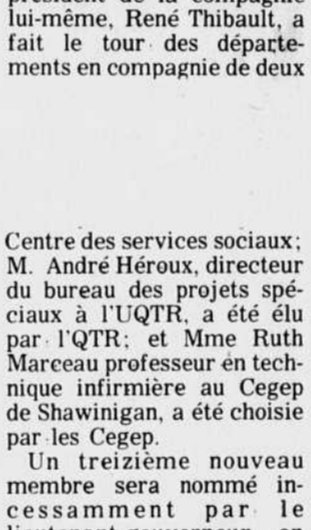 président de la compagnie
lui-même, René Thibault, a
fait le tour des départe-
ments en compagnie de deux
Centre des services sociaux;
M. André Héroux, directeur
du bureau des projets spé-
ciaux à l'UQTR, a été élu
par l'QTR; et Mme Ruth
Marceau professeur en tech-
nique infirmière au Cegep
de Shawinigan, a été choisie
par les Cegep.
Un treizième nouveau
membre sera nommé in-
cessamment par le